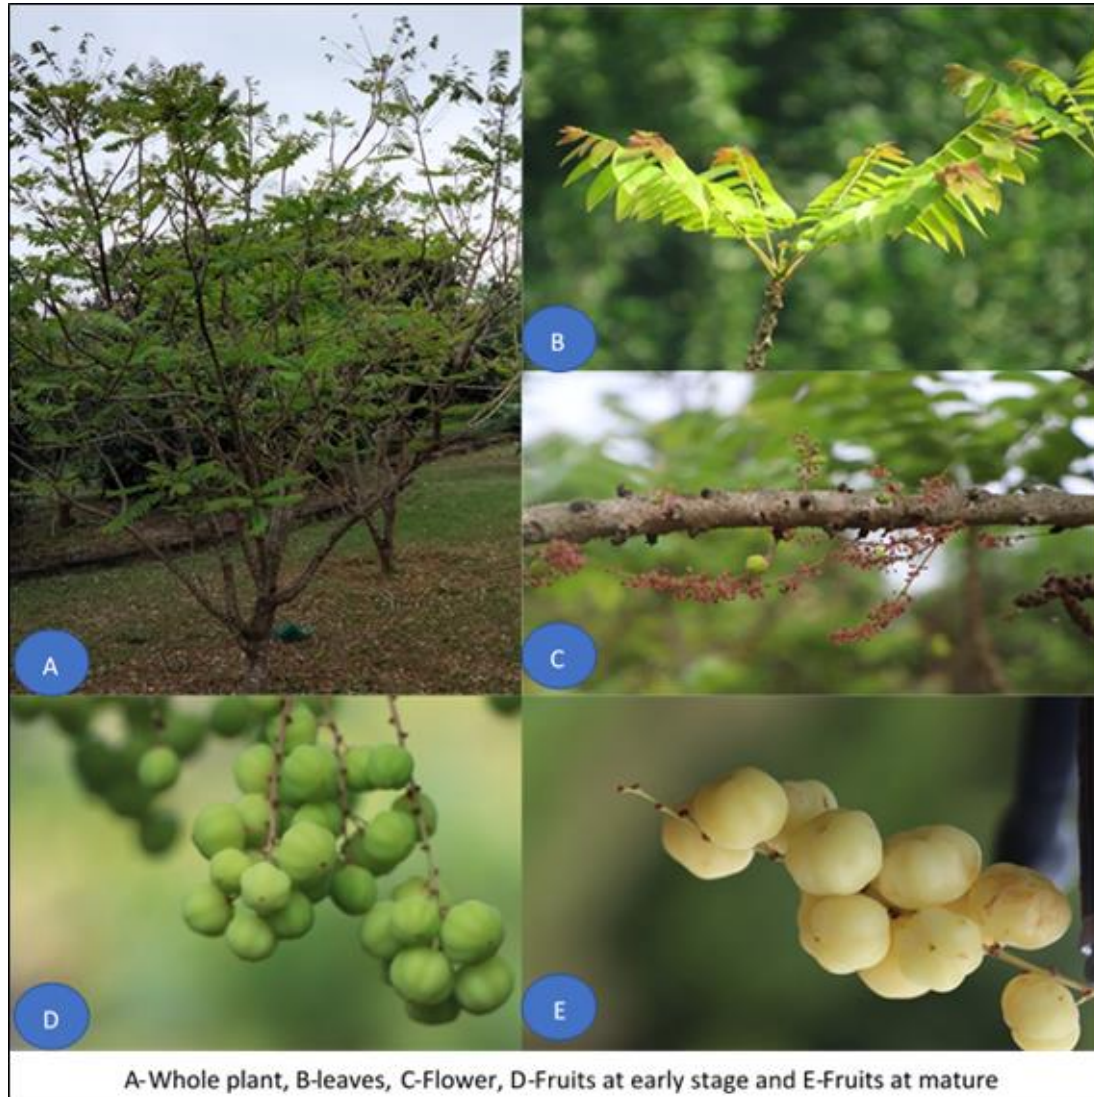 A
B
C
D
E
A-Whole plant, B-leaves, C-Flower, D-Fruits at early stage and E-Fruits at mature